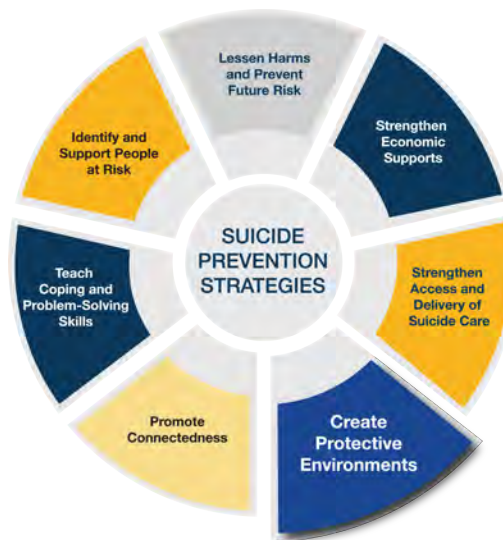 Lessen Harms
and Prevent
Future Risk
Strengthen
Economic
Supports
Strengthen
Access and
Delivery of
Suicide Care
Create
Protective
Environments
Promote
Connectedness
Teach
Coping and
Problem-Solving
Skills
Identify and
Support People
at Risk
SUICIDE
PREVENTION
STRATEGIES